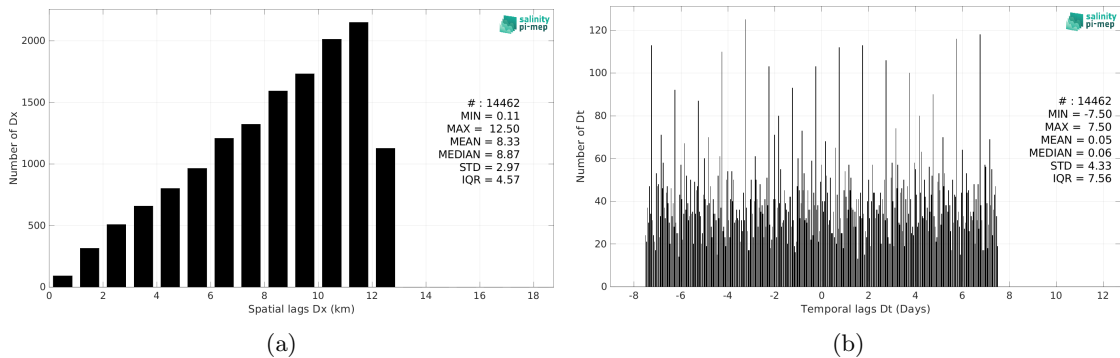 2000
1500
1000
500
0
0
2
4
6
8
10
12
14
16
18
Number of Dx
Spatial lags Dx (km)
salinity
pi-mep
# : 14462
MIN = 0.11
MAX = 12.50
MEAN = 8.33
MEDIAN = 8.87
STD = 2.97
IQR = 4.57
(a)
120
100
80
60
40
20
0
-8
-6
-4
-2
0
2
4
6
8
10
12
Number of Dt
Temporal lags Dt (Days)
salinity
pi-mep
# : 14462
MIN = -7.50
MAX = 7.50
MEAN = 0.05
MEDIAN = 0.06
STD = 4.33
IQR = 7.56
(b)